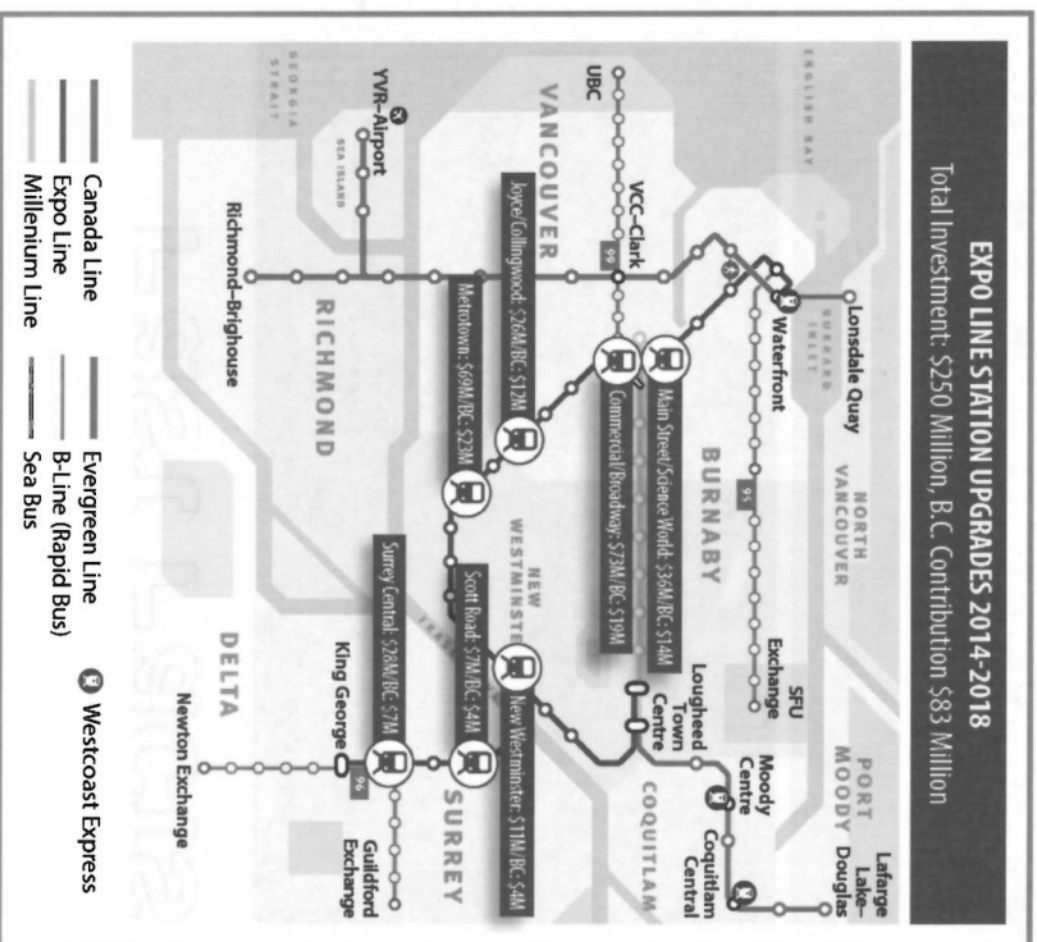 EXPO LINE STATION UPGRADES 2014-2018
Total Investment: $250 Million, B.C. Contribution $83 Million
ENGLISH BAY
Lonsdale Quay
BURRARD
INLET
NORTH
VANCOUVER
PORT
MOODY
Lafarge
Lake–
Douglas
Waterfront
95
SFU
Exchange
Moody
Centre
Coquitlam
Central
BURNABY
Main Street/Science World: $36M/BC: $14M
Lougheed
Town
Centre
COQUITLAM
VCC–Clark
99
UBC
Commercial/Broadway: $73M/BC: $19M
VANCOUVER
Joyce/Collingwood: $26M/BC: $12M
NEW
WESTMINSTE
New Westminster: $11M/BC: $4M
Metrotown: $69M/BC: $23M
Scott Road: $7M/BC: $4M
SURREY
YVR–Airport
SEA ISLAND
Surrey Central: $28M/BC: $7M
96
Guildford
Exchange
King George
GEORGIA
STRAIT
RICHMOND
Richmond–Brighouse
DELTA
Newton Exchange
Canada Line
Evergreen Line
Westcoast Express
Expo Line
B-Line (Rapid Bus)
Millenium Line
Sea Bus